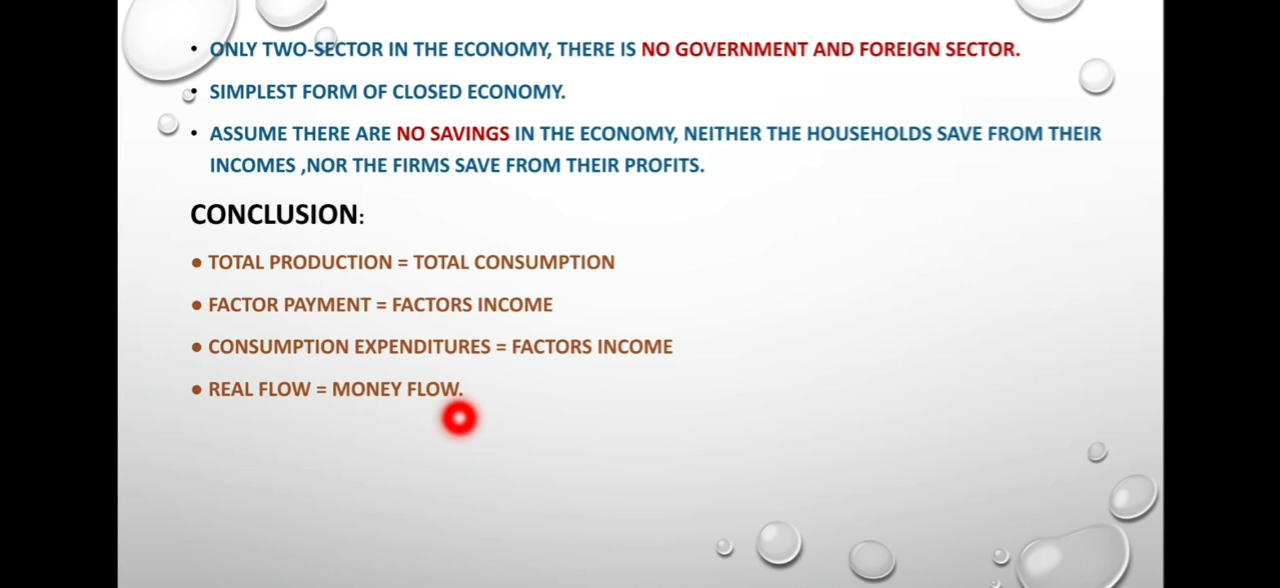 • ONLY TWO-SECTOR IN THE ECONOMY, THERE IS NO GOVERNMENT AND FOREIGN SECTOR.
• SIMPLEST FORM OF CLOSED ECONOMY.
• ASSUME THERE ARE NO SAVINGS IN THE ECONOMY, NEITHER THE HOUSEHOLDS SAVE FROM THEIR
INCOMES ,NOR THE FIRMS SAVE FROM THEIR PROFITS.
CONCLUSION:
● TOTAL PRODUCTION = TOTAL CONSUMPTION
● FACTOR PAYMENT = FACTORS INCOME
● CONSUMPTION EXPENDITURES = FACTORS INCOME
● REAL FLOW = MONEY FLOW.